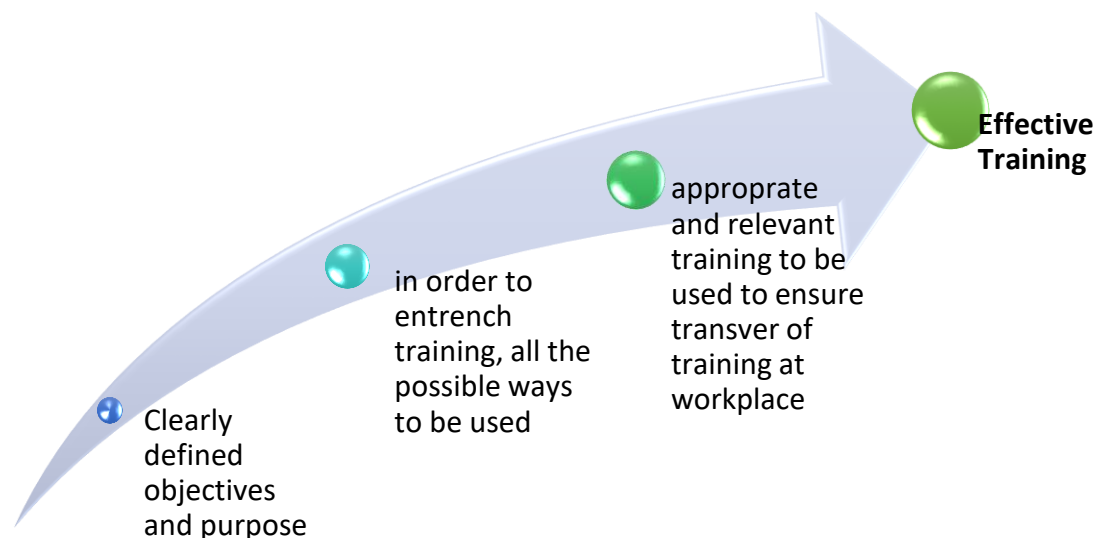 Clearly
defined
objectives
and purpose
in order to
entrench
training, all the
possible ways
to be used
approprate
and relevant
training to be
used to ensure
transver of
training at
workplace
Effective
Training